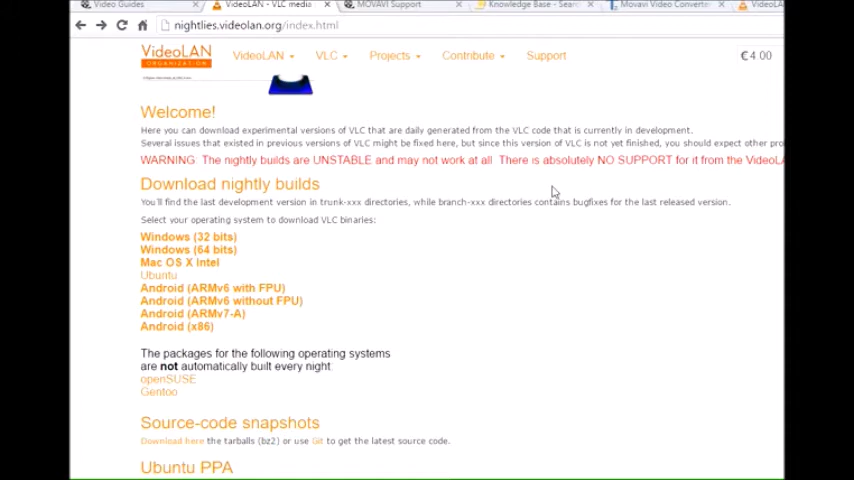 Video Guides
VideoLAN - VLC media
MOVAVI Support
Knowledge Base - Sear
Movavi Video Converte
VideoL
nightlies.videolan.org/index.html
VideoLAN
ORGANIZATION
VideoLAN
VLC
Projects
Contribute
Support
€4 00
Welcome!
Here you can download experimental versions of VLC that are daily generated from the VLC code that is currently in development.
Several issues that existed in previous versions of VLC might be fixed here, but since this version of VLC is not yet finished, you should expect other pro
WARNING: The nightly builds are UNSTABLE and may not work at all There is absolutely NO SUPPORT for it from the VideoL
Download nightly builds
You'll find the last development version in trunk-xxx directories, while branch-xxx directories contains bugfixes for the last released version.
Select your operating system to download VLC binaries:
Windows (32 bits)
Windows (64 bits)
Mac OS X Intel
Ubuntu
Android (ARMv6 with FPU)
Android (ARMv6 without FPU)
Android (ARMv7-A)
Android (x86)
The packages for the following operating systems
are not automatically built every night
openSUSE
Gentoo
Source-code snapshots
Download here the tarballs (bz2) or use Git to get the latest source code.
Ubuntu PPA